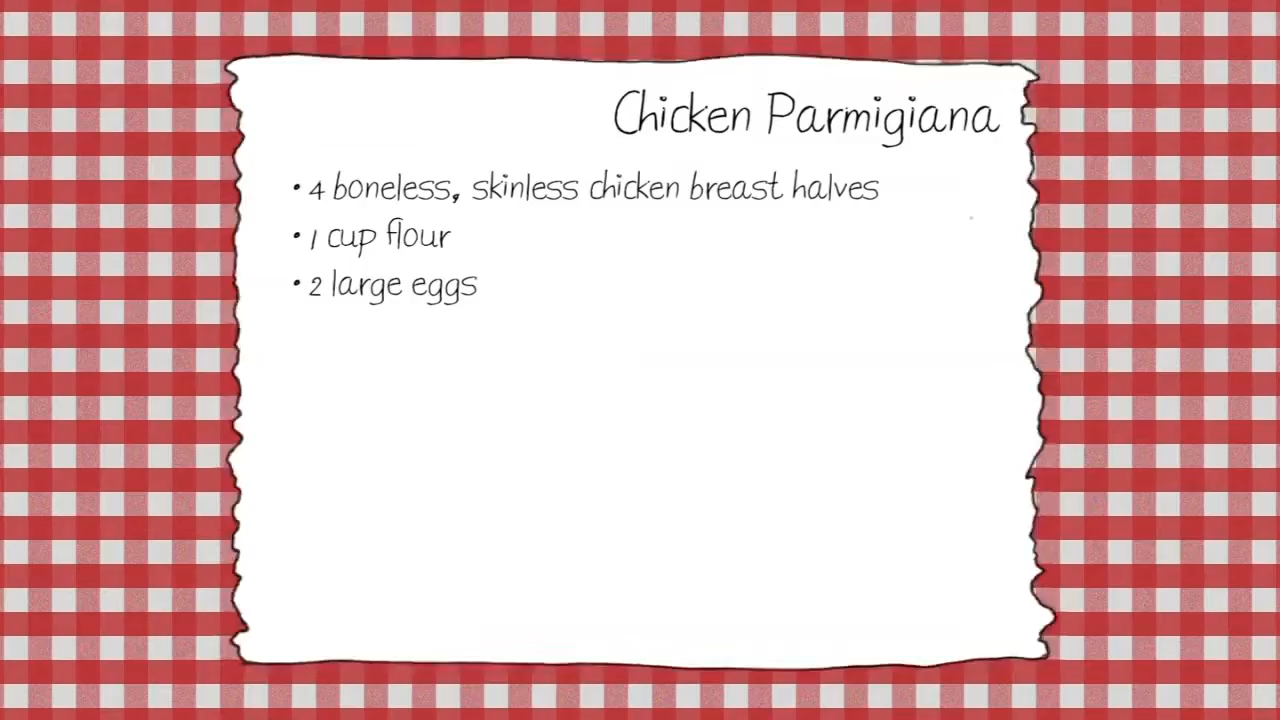 Chicken Parmigiana
• 4 boneless, skinless chicken breast halves
• 1 cup flour
• 2 large eggs